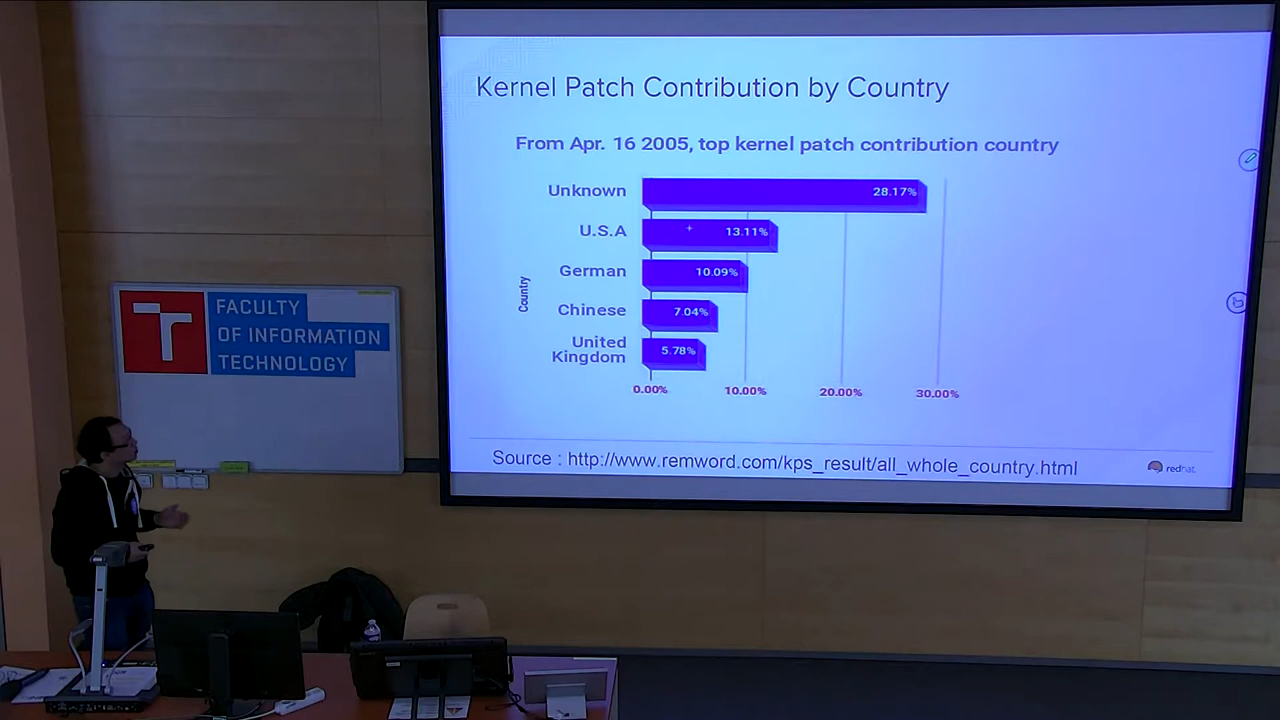 Kernel Patch Contribution by Country
From Apr. 16 2005, top kernel patch contribution country
Unknown
28.17%
U.S.A
13.11%
German
10.09%
Chinese
7.04%
United
Kingdom
5.78%
Country
0.00%
10.00%
20.00%
30.00%
Source : http://www.remword.com/kps_result/all_whole_country.html
redhat.
T
FACULTY
OF INFORMATION
TECHNOLOGY